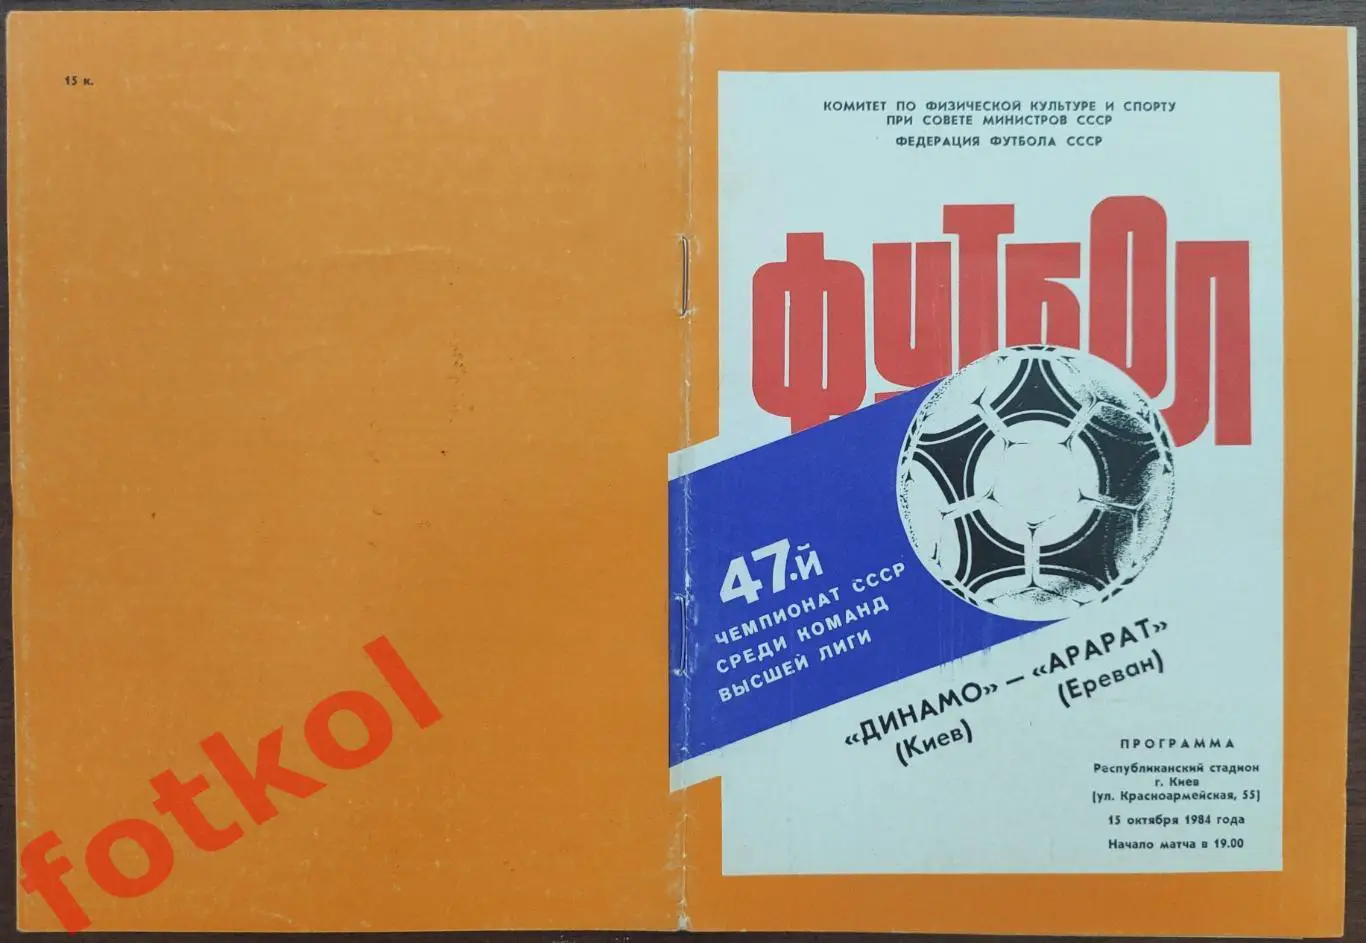 15 к.
КОМИТЕТ ПО ФИЗИЧЕСКОЙ КУЛЬТУРЕ И СПОРТУ
ПРИ СОВЕТЕ МИНИСТРОВ СССР
ФЕДЕРАЦИЯ ФУТБОЛА СССР
ФУТБОЛ
47-й
ЧЕМПИОНАТ СССР
СРЕДИ КОМАНД
ВЫСШЕЙ ЛИГИ
«ДИНАМО» — «АРАРАТ»
(Киев) (Ереван)
ПРОГРАММА
Республиканский стадион
г. Киев
(ул. Красноармейская, 55)
15 октября 1984 года
Начало матча в 19.00
fotkol